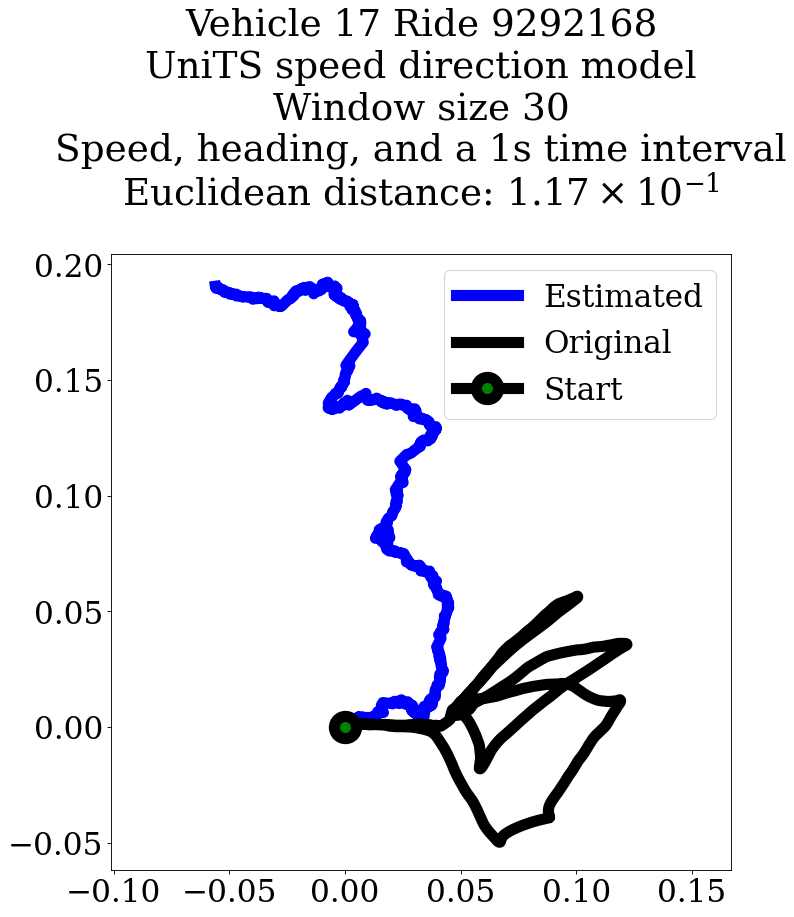 Vehicle 17 Ride 9292168
UniTS speed direction model
Window size 30
Speed, heading, and a 1s time interval
Euclidean distance: 1.17 × 10⁻¹
0.20
0.15
0.10
0.05
0.00
−0.05
Estimated
Original
Start
−0.10 −0.05 0.00 0.05 0.10 0.15